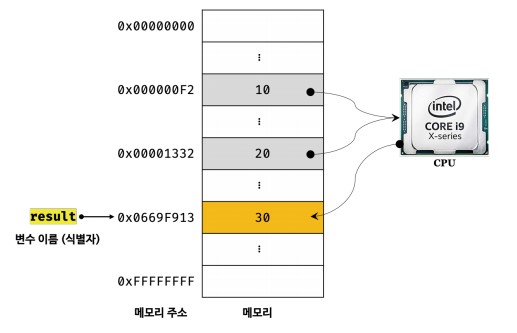 0x00000000
⋮
0x000000F2 10
⋮
0x00001332 20
⋮
result 0x0669F913 30
변수 이름 (식별자)
⋮
0xFFFFFFFF
메모리 주소 메모리
intel
CORE i9
X-series
CPU